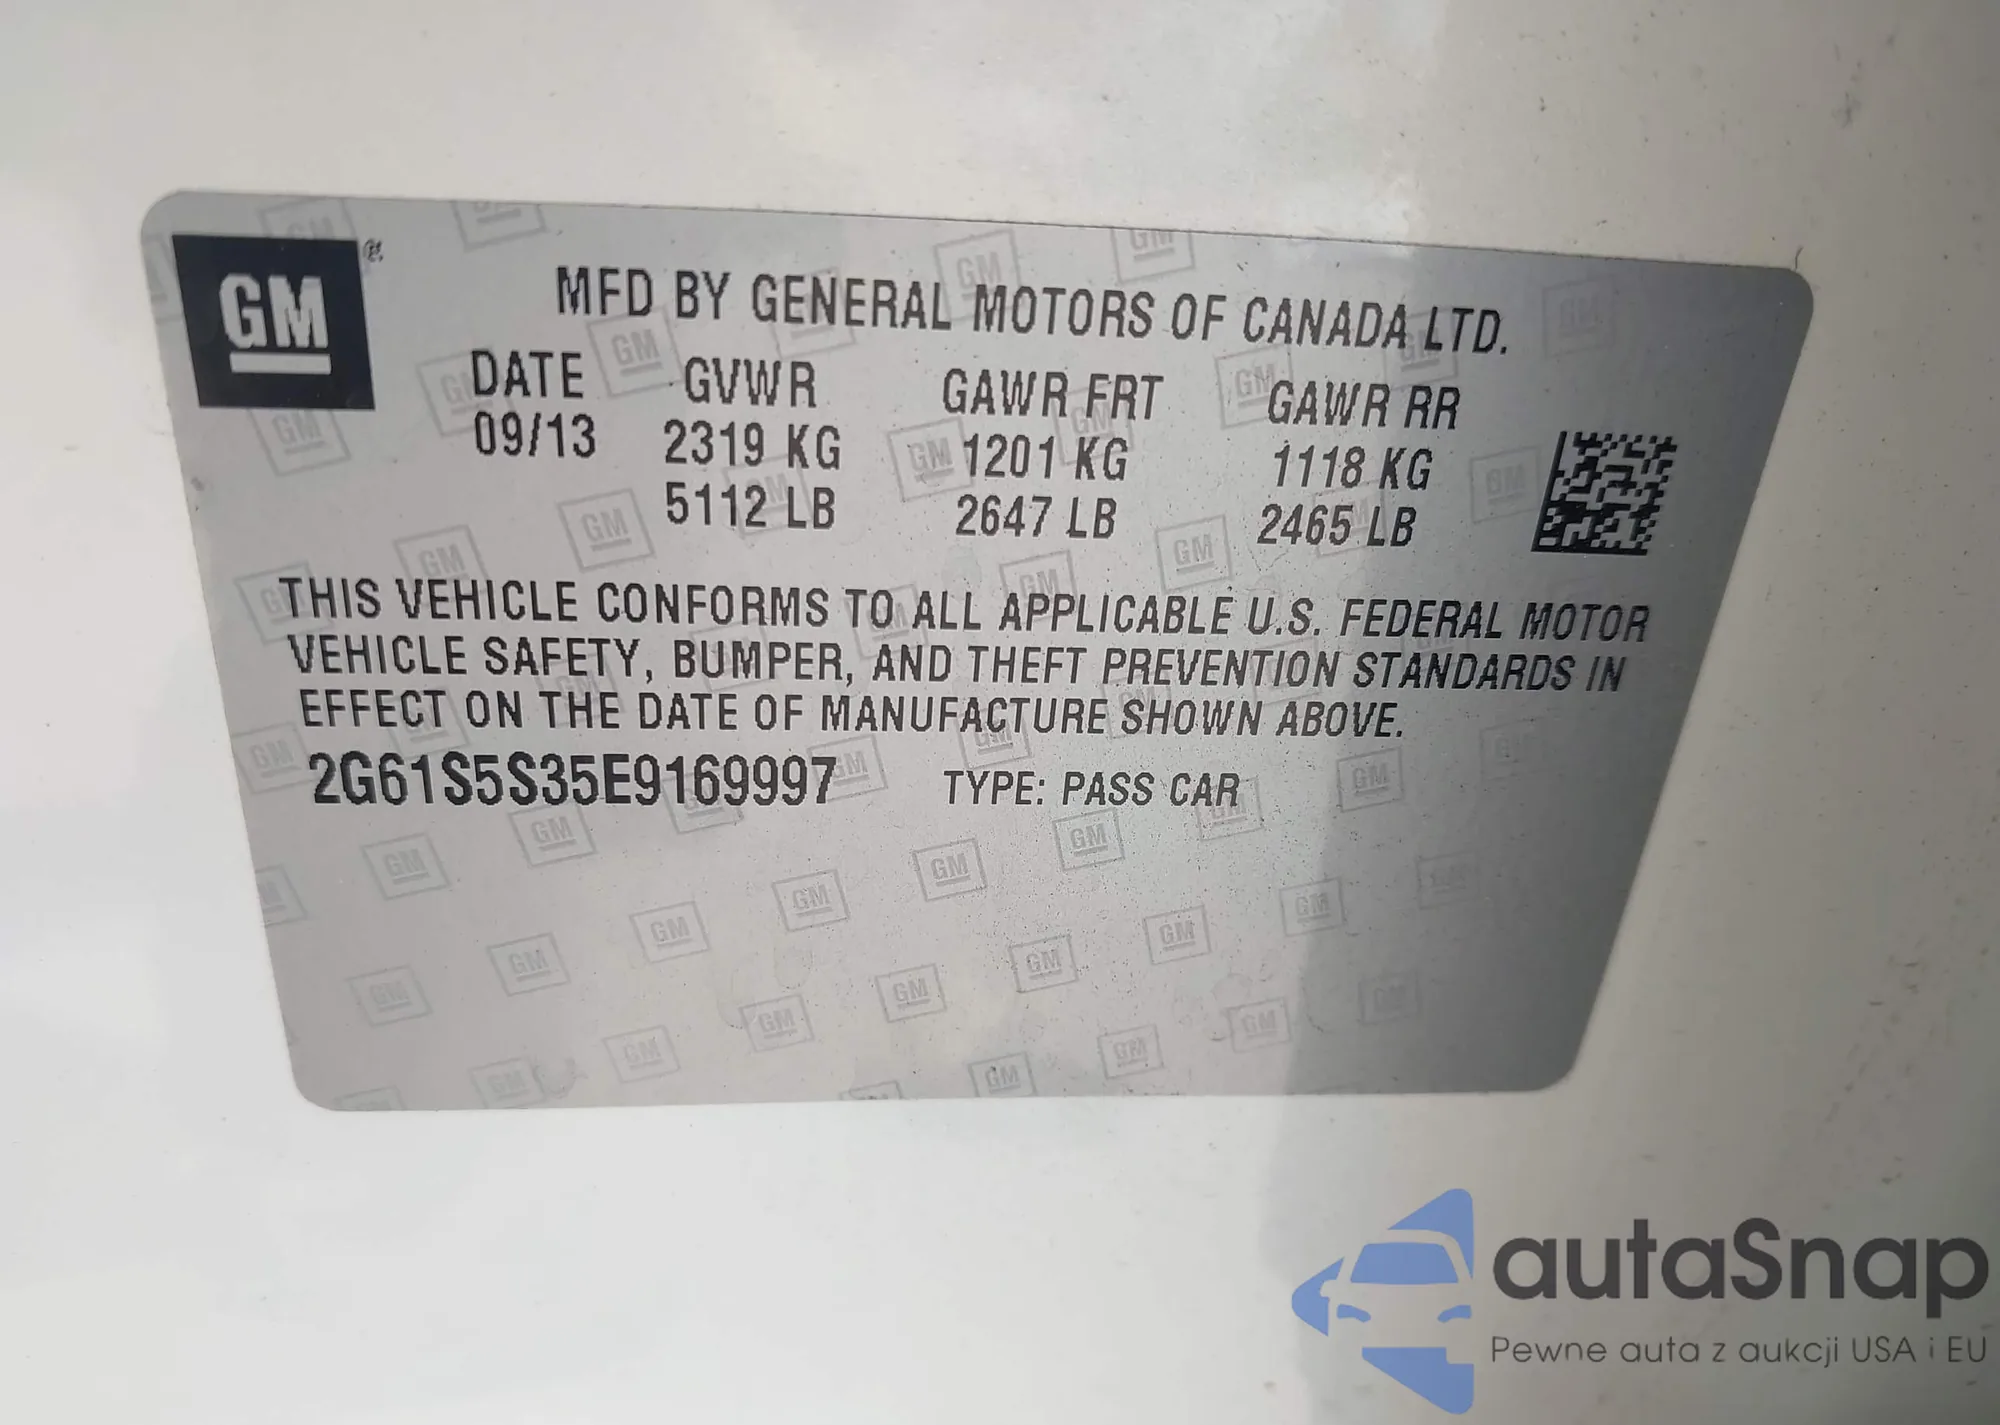 GM
MFD BY GENERAL MOTORS OF CANADA LTD.
DATE GVWR GAWR FRT GAWR RR
09/13 2319 KG 1201 KG 1118 KG
5112 LB 2647 LB 2465 LB
THIS VEHICLE CONFORMS TO ALL APPLICABLE U.S. FEDERAL MOTOR
VEHICLE SAFETY, BUMPER, AND THEFT PREVENTION STANDARDS IN
EFFECT ON THE DATE OF MANUFACTURE SHOWN ABOVE.
2G61S5S35E9169997 TYPE: PASS CAR
autaSnap
Pewne auta z aukcji USA i EU